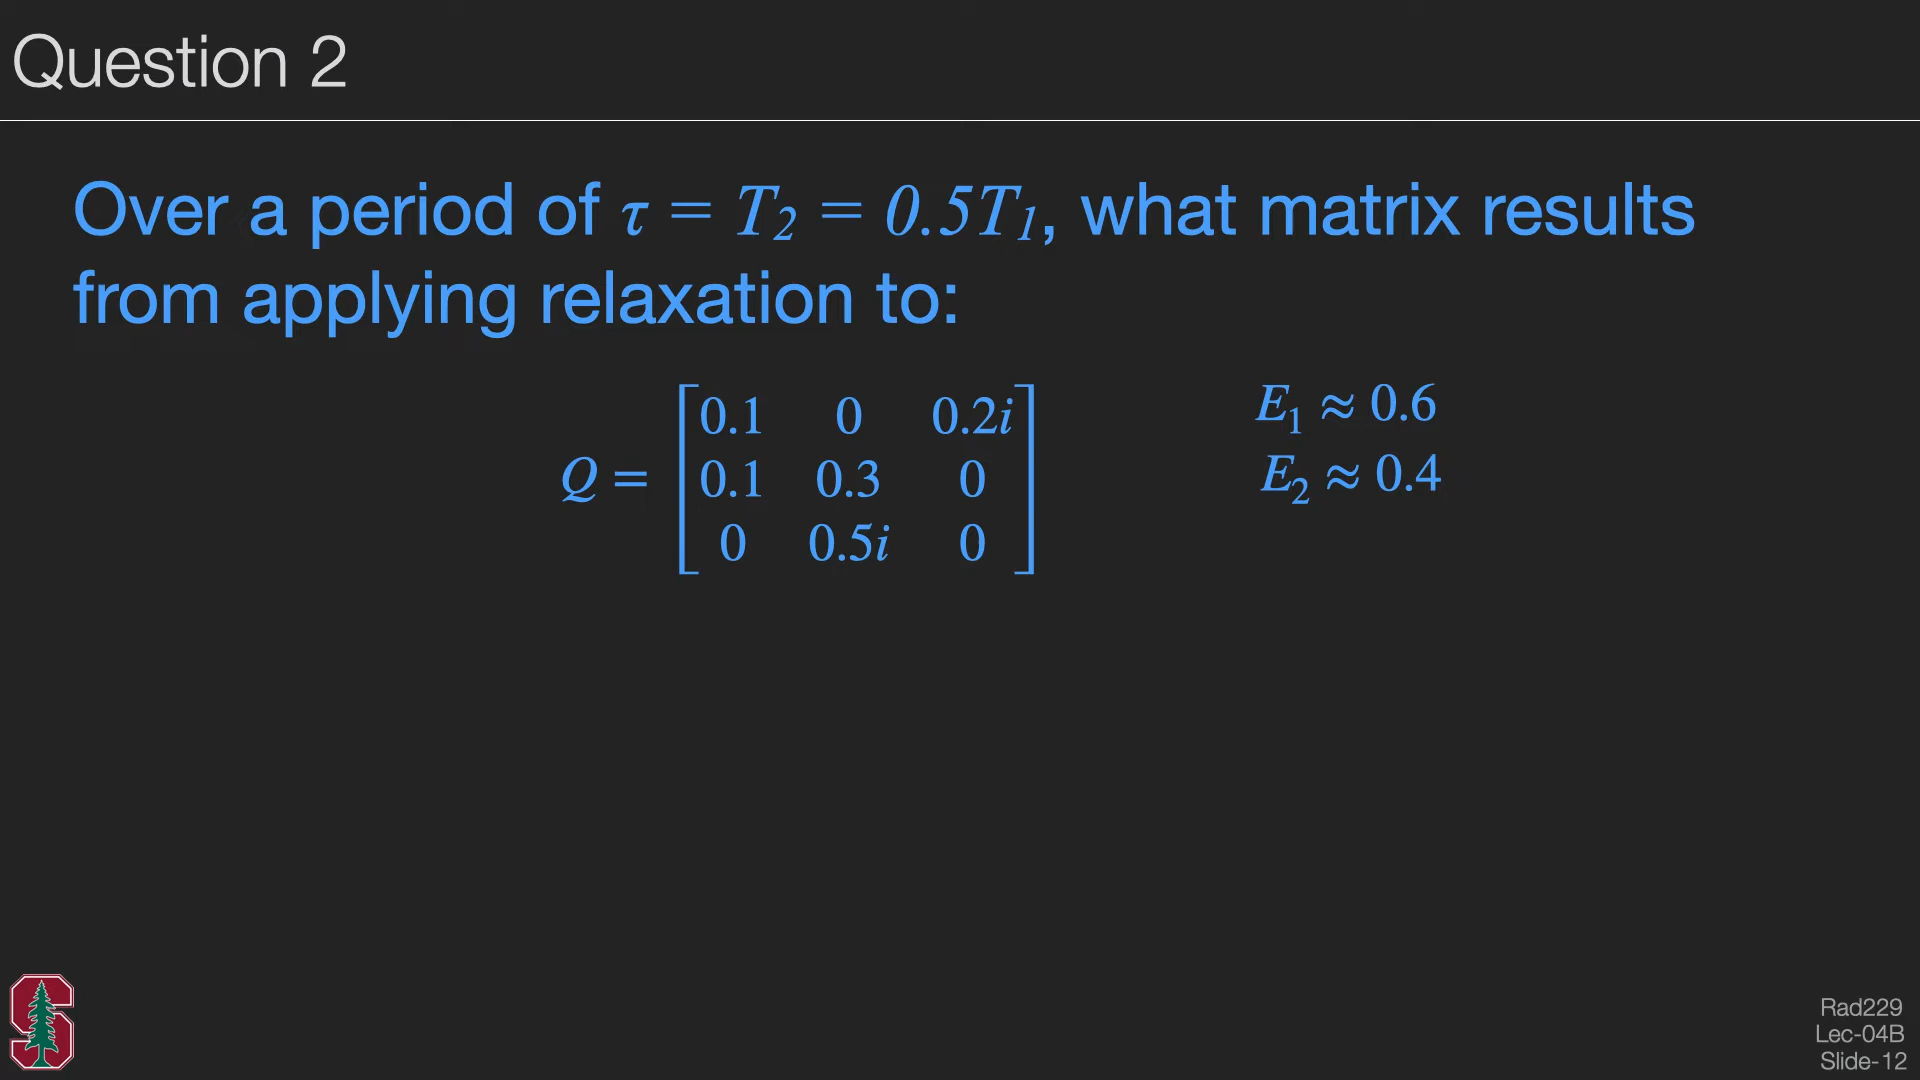 Question 2
Over a period of τ = T₂ = 0.5T₁, what matrix results
from applying relaxation to:
Q = [0.1 0 0.2i
0.1 0.3 0
0 0.5i 0]
E₁ ≈ 0.6
E₂ ≈ 0.4
Rad229
Lec-04B
Slide-12